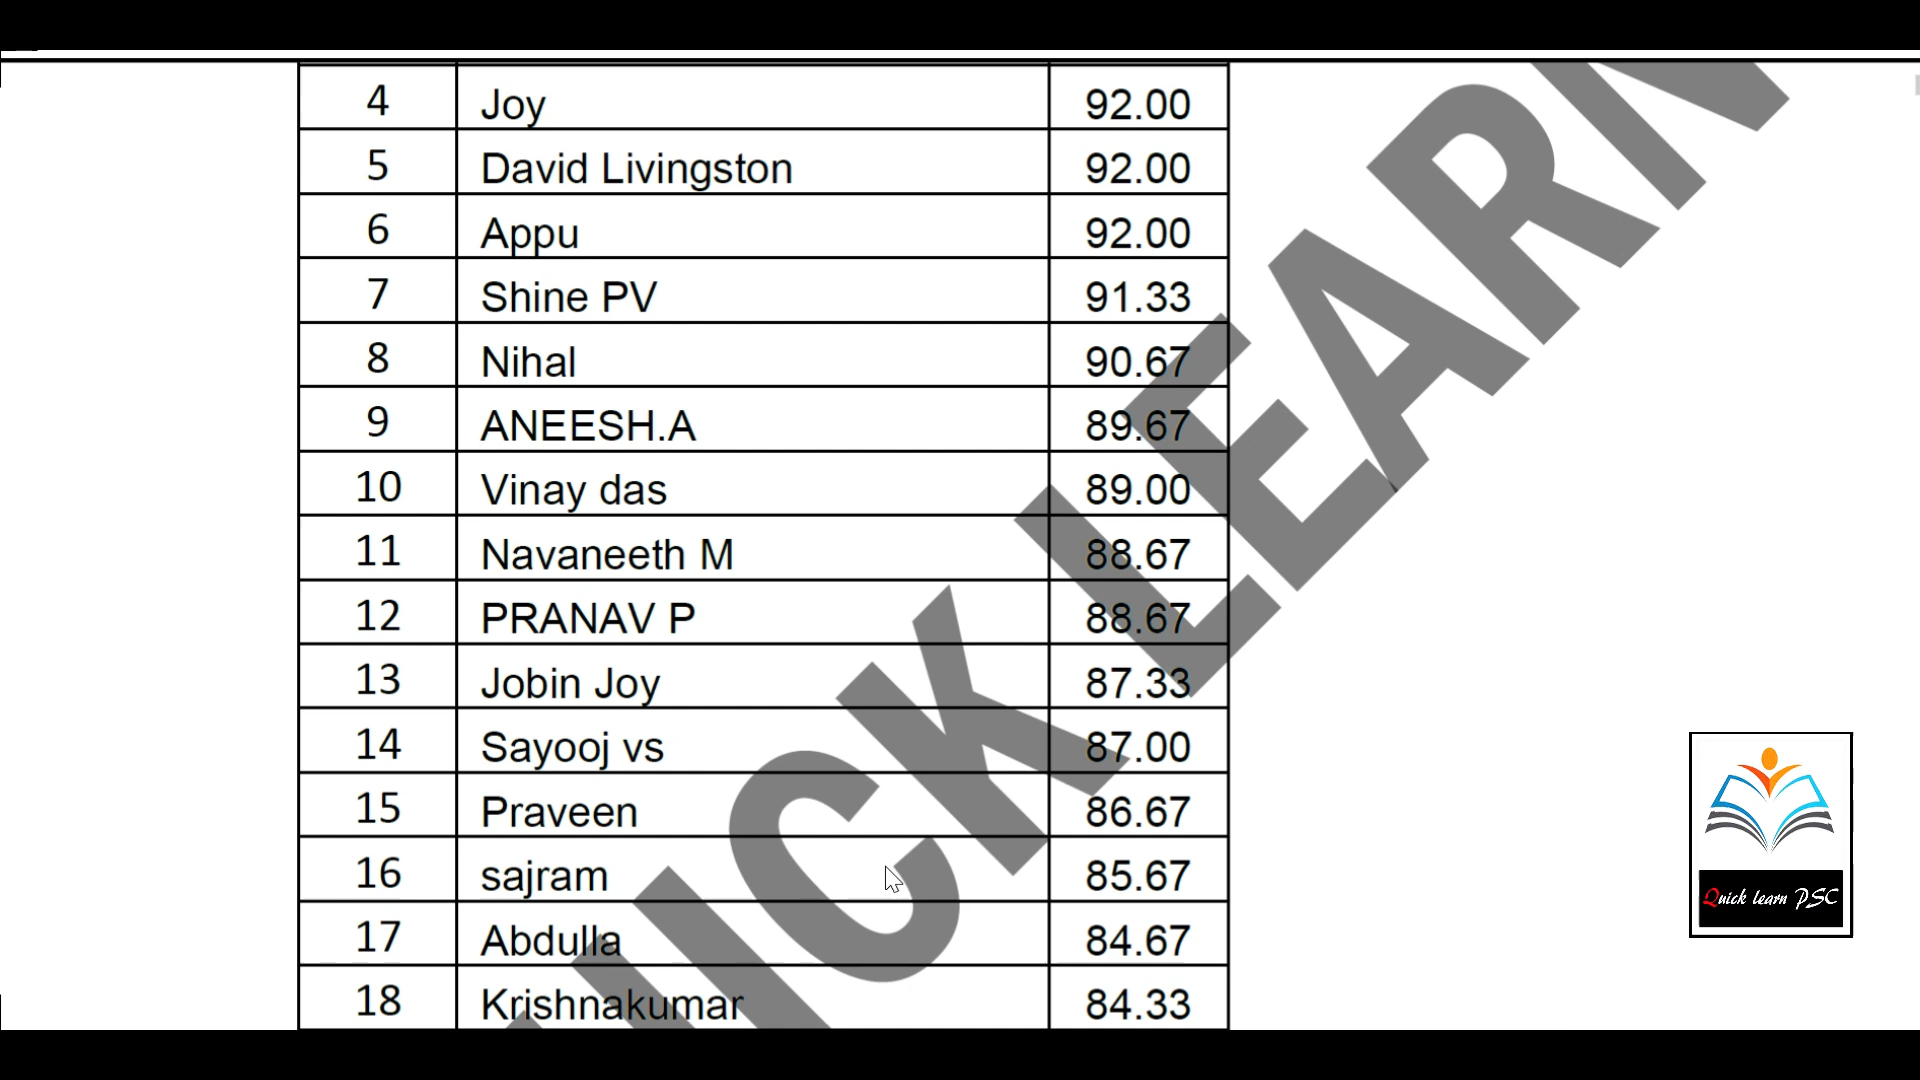 4 Joy 92.00
5 David Livingston 92.00
6 Appu 92.00
7 Shine PV 91.33
8 Nihal 90.67
9 ANEESH.A 89.67
10 Vinay das 89.00
11 Navaneeth M 88.67
12 PRANAV P 88.67
13 Jobin Joy 87.33
14 Sayooj vs 87.00
15 Praveen 86.67
16 sajram 85.67
17 Abdulla 84.67
18 Krishnakumar 84.33
LEARN
Quick learn PSC